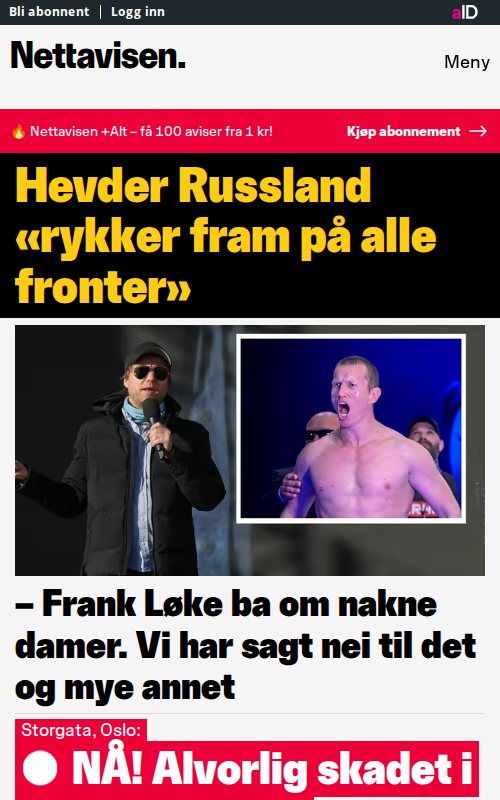 Bli abonnent | Logg inn
aID
Nettavisen.
Meny
🔥 Nettavisen +Alt – få 100 aviser fra 1 kr!
Kjøp abonnement →
Hevder Russland
«rykker fram på alle
fronter»
– Frank Løke ba om nakne
damer. Vi har sagt nei til det
og mye annet
Storgata, Oslo:
NÅ! Alvorlig skadet i